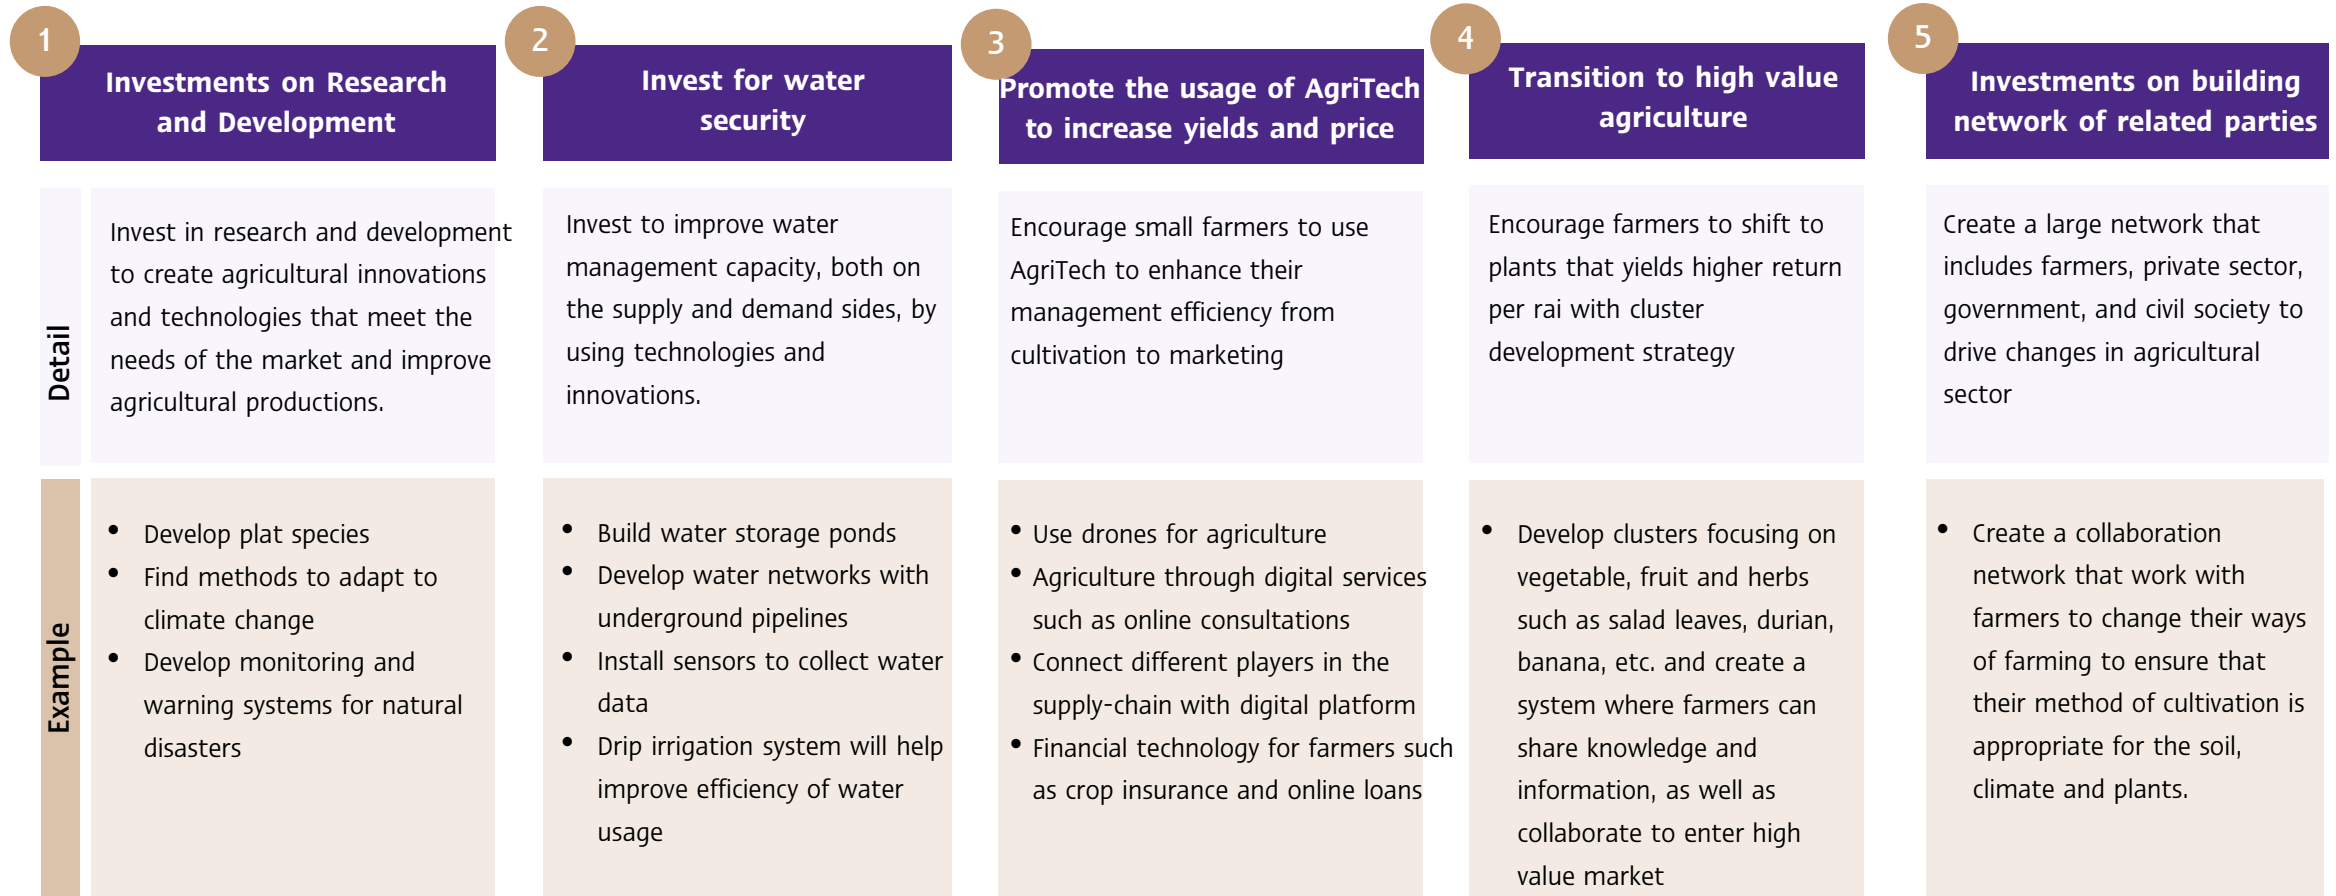 1
Investments on Research
and Development
2
Invest for water
security
3
Promote the usage of AgriTech
to increase yields and price
4
Transition to high value
agriculture
5
Investments on building
network of related parties
Detail
Invest in research and development
to create agricultural innovations
and technologies that meet the
needs of the market and improve
agricultural productions.
Invest to improve water
management capacity, both on
the supply and demand sides, by
using technologies and
innovations.
Encourage small farmers to use
AgriTech to enhance their
management efficiency from
cultivation to marketing
Encourage farmers to shift to
plants that yields higher return
per rai with cluster
development strategy
Create a large network that
includes farmers, private sector,
government, and civil society to
drive changes in agricultural
sector
Example
• Develop plat species
• Find methods to adapt to
climate change
• Develop monitoring and
warning systems for natural
disasters
• Build water storage ponds
• Develop water networks with
underground pipelines
• Install sensors to collect water
data
• Drip irrigation system will help
improve efficiency of water
usage
• Use drones for agriculture
• Agriculture through digital services
such as online consultations
• Connect different players in the
supply-chain with digital platform
• Financial technology for farmers such
as crop insurance and online loans
• Develop clusters focusing on
vegetable, fruit and herbs
such as salad leaves, durian,
banana, etc. and create a
system where farmers can
share knowledge and
information, as well as
collaborate to enter high
value market
• Create a collaboration
network that work with
farmers to change their ways
of farming to ensure that
their method of cultivation is
appropriate for the soil,
climate and plants.